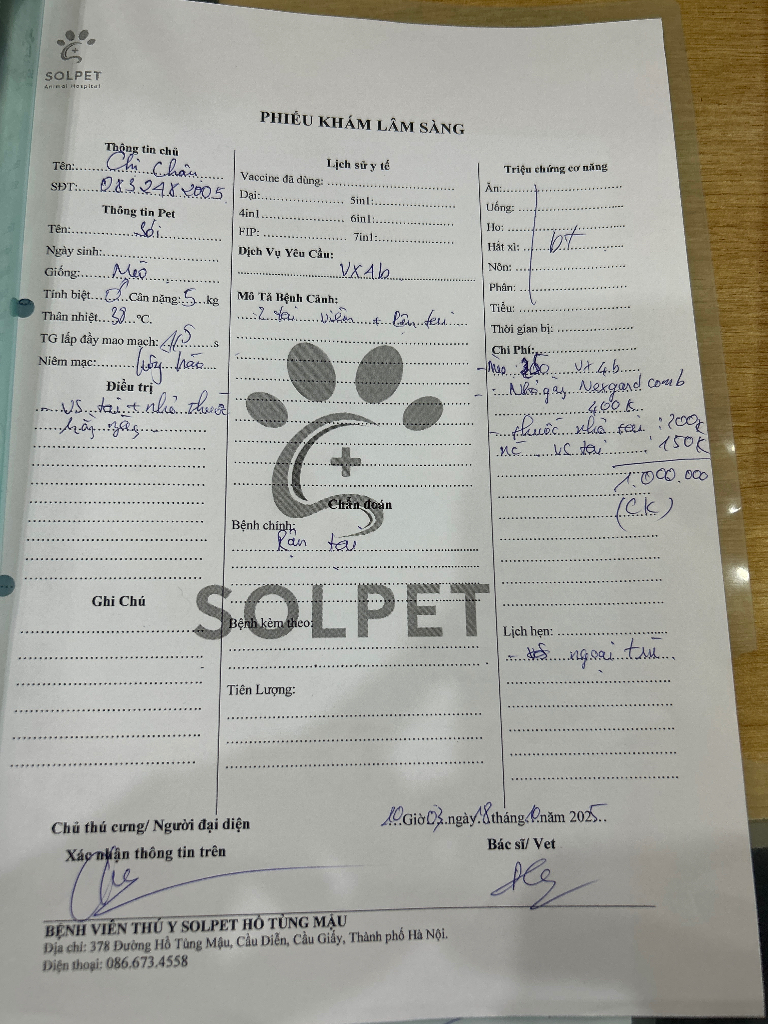 SOLPET
Animal Hospital
PHIẾU KHÁM LÂM SÀNG
Thông tin chủ
Tên: Chị Châu
SĐT: 083 248 2005
Thông tin Pet
Tên: Sói
Ngày sinh:
Giống: Mèo
Tính biệt ♂ Cân nặng: 5 kg
Thân nhiệt 38 °C.
TG lấp đầy mao mạch: s
Niêm mạc: hồng hào
Điều trị
- VS tai + nhỏ thuốc
hàng ngày
Ghi Chú
Lịch sử y tế
Vaccine đã dùng:
Dại: 5in1:
4in1 6in1:
FIP: 7in1:
Dịch Vụ Yêu Cầu:
VX4b
Mô Tả Bệnh Cảnh:
2 tai viêm + rận tai
Chẩn đoán
Bệnh chính:
Rận tai
SOLPET
Bệnh kèm theo:
Tiên Lượng:
Triệu chứng cơ năng
Ăn:
Uống:
Ho:
Hắt xì: bt
Nôn:
Phân:
Tiểu:
Thời gian bị:
Chi Phí:
- Mèo VX 4b
- Nhỏ gáy Nexgard comb
400K
- thuốc nhỏ tai : 200K
VS tai : 150K
1.000.000
(CK)
Lịch hẹn:
- ngoại trú
10 Giờ 03 ngày 18 tháng 10 năm 2025
Chủ thú cưng/ Người đại diện
Bác sĩ/ Vet
Xác nhận thông tin trên
BỆNH VIỆN THÚ Y SOLPET HỒ TÙNG MẬU
Địa chỉ: 378 Đường Hồ Tùng Mậu, Cầu Diễn, Cầu Giấy, Thành phố Hà Nội.
Điện thoại: 086.673.4558